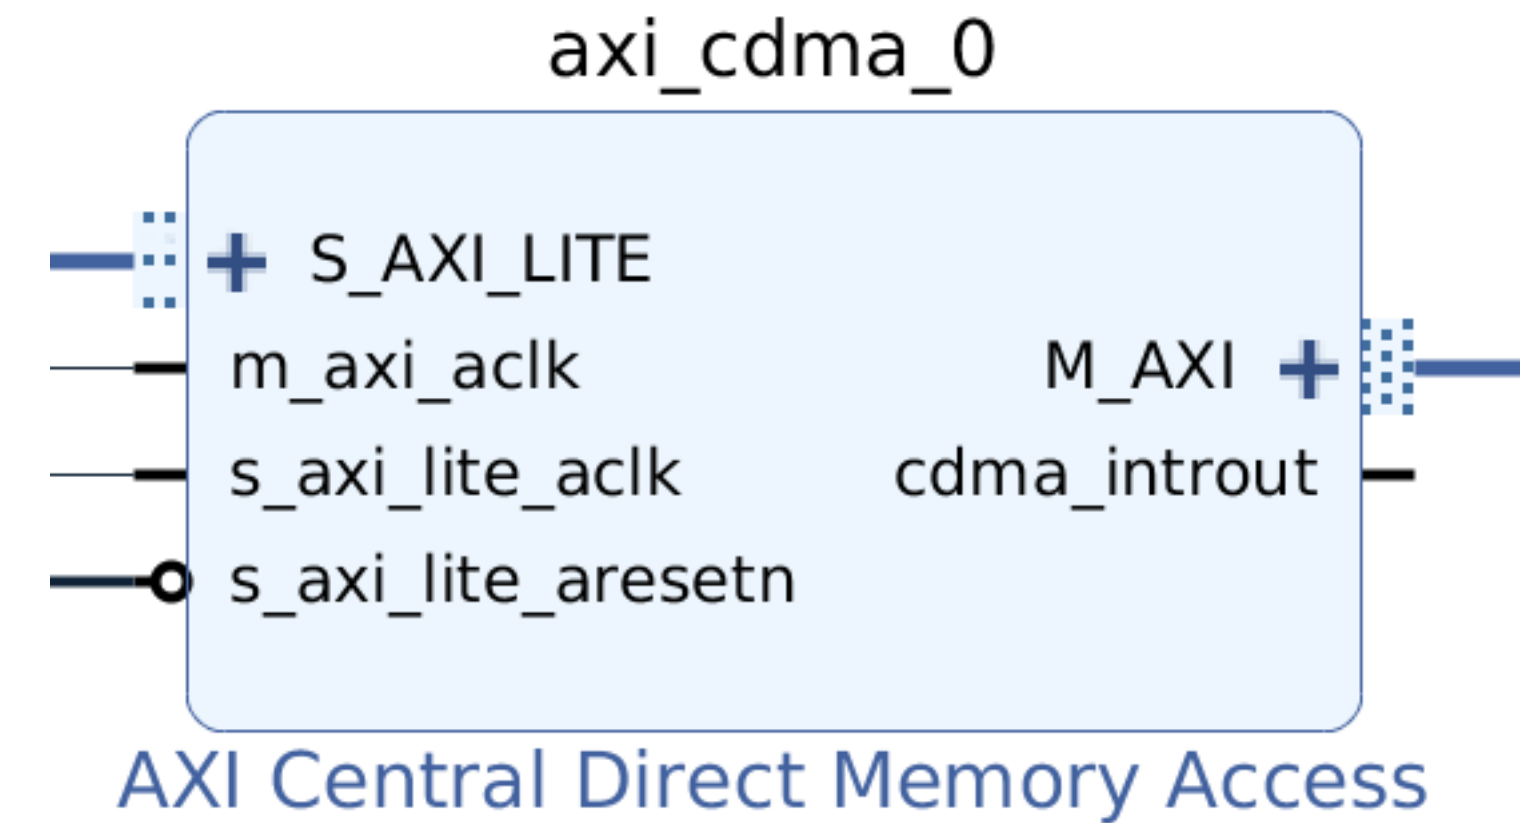 axi_cdma_0
S_AXI_LITE
m_axi_aclk
s_axi_lite_aclk
s_axi_lite_aresetn
M_AXI
cdma_introut
AXI Central Direct Memory Access